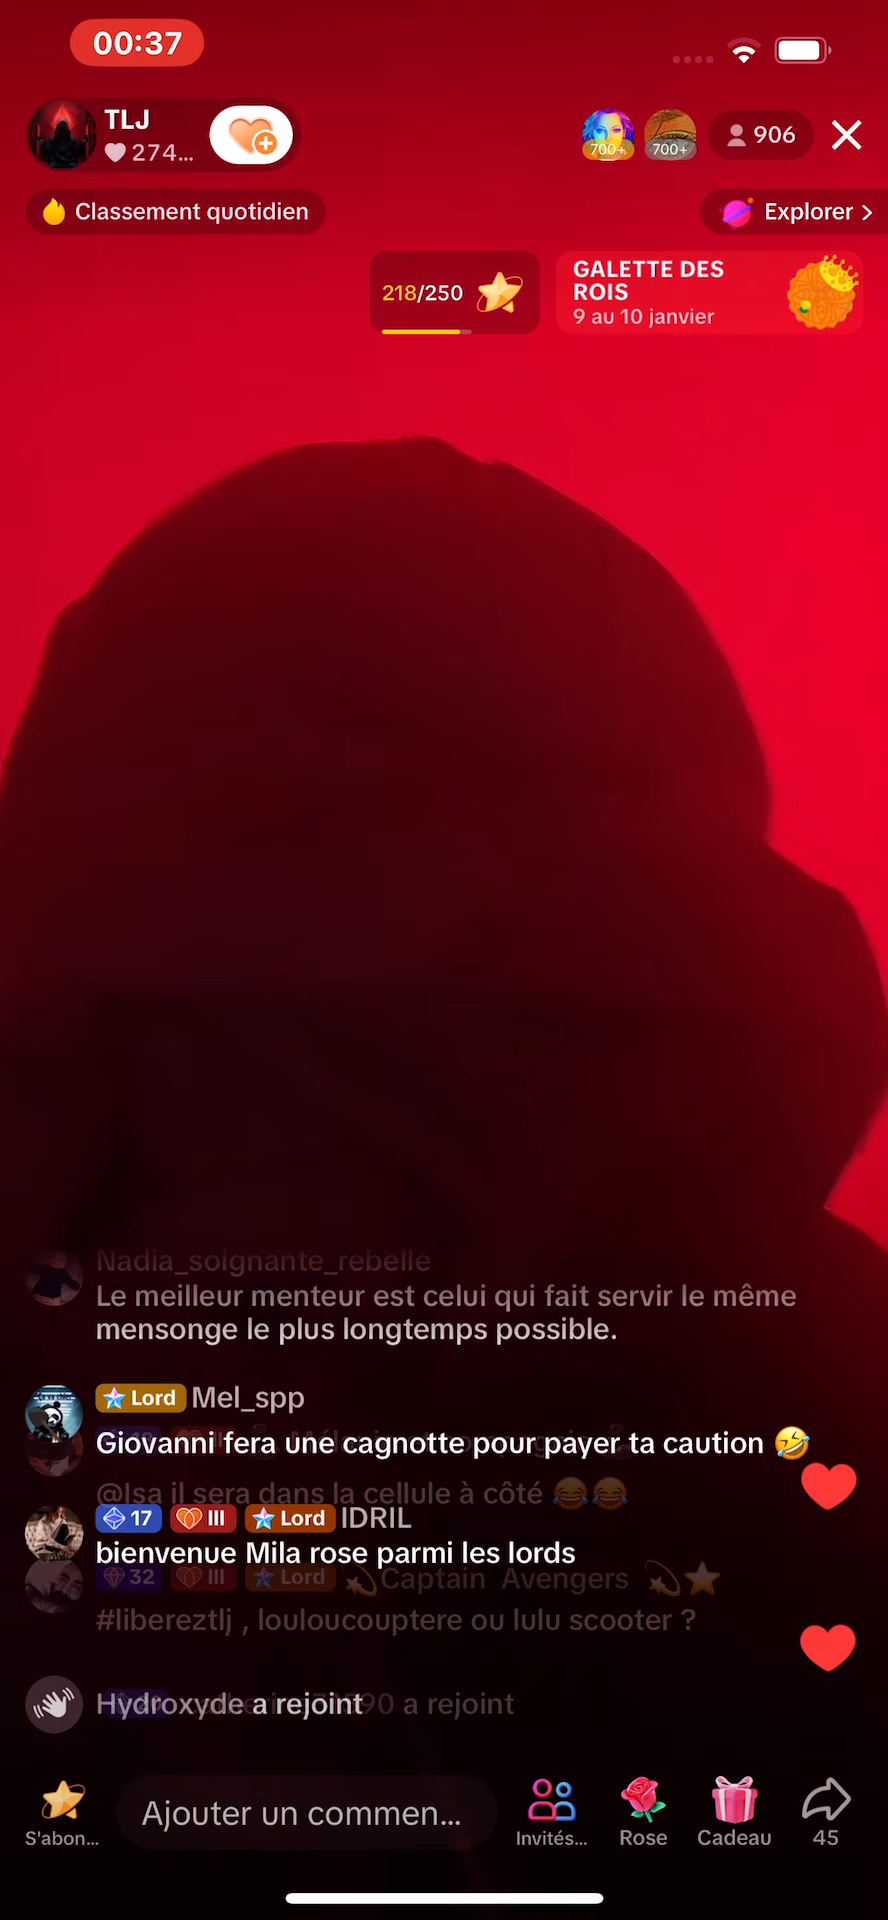 00:37
TLJ
274...
700+
700+
906
Classement quotidien
Explorer
218/250
GALETTE DES
ROIS
9 au 10 janvier
Nadia_soignante_rebelle
Le meilleur menteur est celui qui fait servir le même
mensonge le plus longtemps possible.
Lord Mel_spp
Giovanni fera une cagnotte pour payer ta caution 🤣
@lsa il sera dans la cellule à côté 😂😂
17 III Lord IDRIL
bienvenue Mila rose parmi les lords
32 III Lord 💫Captain Avengers 💫⭐
#libereztlj , louloucouptere ou lulu scooter ?
Hydroxyde a rejoint
90 a rejoint
Ajouter un commen...
S'abon...
Invités...
Rose
Cadeau
45